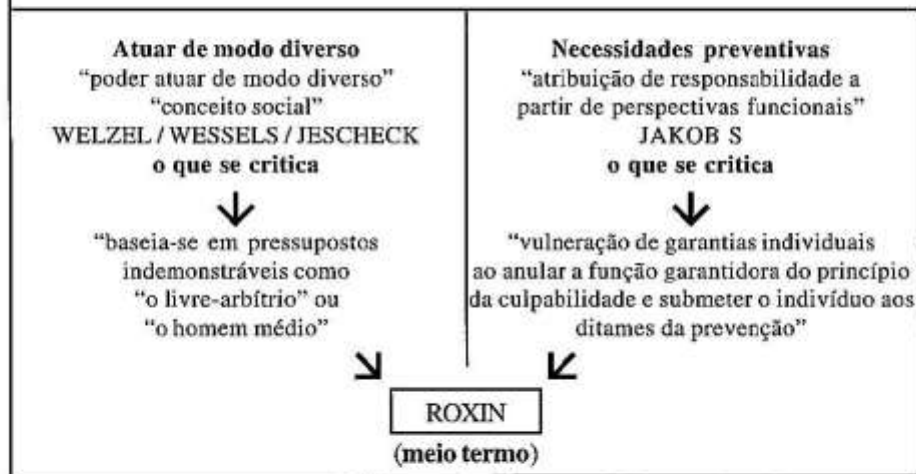 Atuar de modo diverso
“poder atuar de modo diverso”
“conceito social”
WELZEL / WESSELS / JESCHECK
o que se critica
“baseia-se em pressupostos
indemonstráveis como
“o livre-arbítrio” ou
“o homem médio”
Necessidades preventivas
“atribuição de responsabilidade a
partir de perspectivas funcionais”
JAKOB S
o que se critica
“vulneração de garantias individuais
ao anular a função garantidora do princípio
da culpabilidade e submeter o indivíduo aos
ditames da prevenção”
ROXIN
(meio termo)